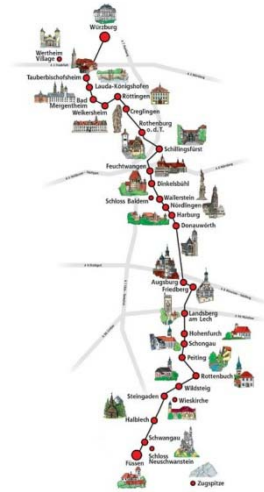 Würzburg
Wertheim
Village
Tauberbischofsheim
Lauda-Königshofen
Bad
Mergentheim
Röttingen
Weikersheim
Creglingen
Rothenburg
o.d.T.
Schillingsfürst
Feuchtwangen
Dinkelsbühl
Schloss Baldern
Wallerstein
Nördlingen
Harburg
Donauwörth
Augsburg
Friedberg
Landsberg
am Lech
Hohenfurch
Schongau
Peiting
Rottenbuch
Wildsteig
Steingaden
Wieskirche
Halblech
Schwangau
Schloss
Neuschwanstein
Füssen
Zugspitze